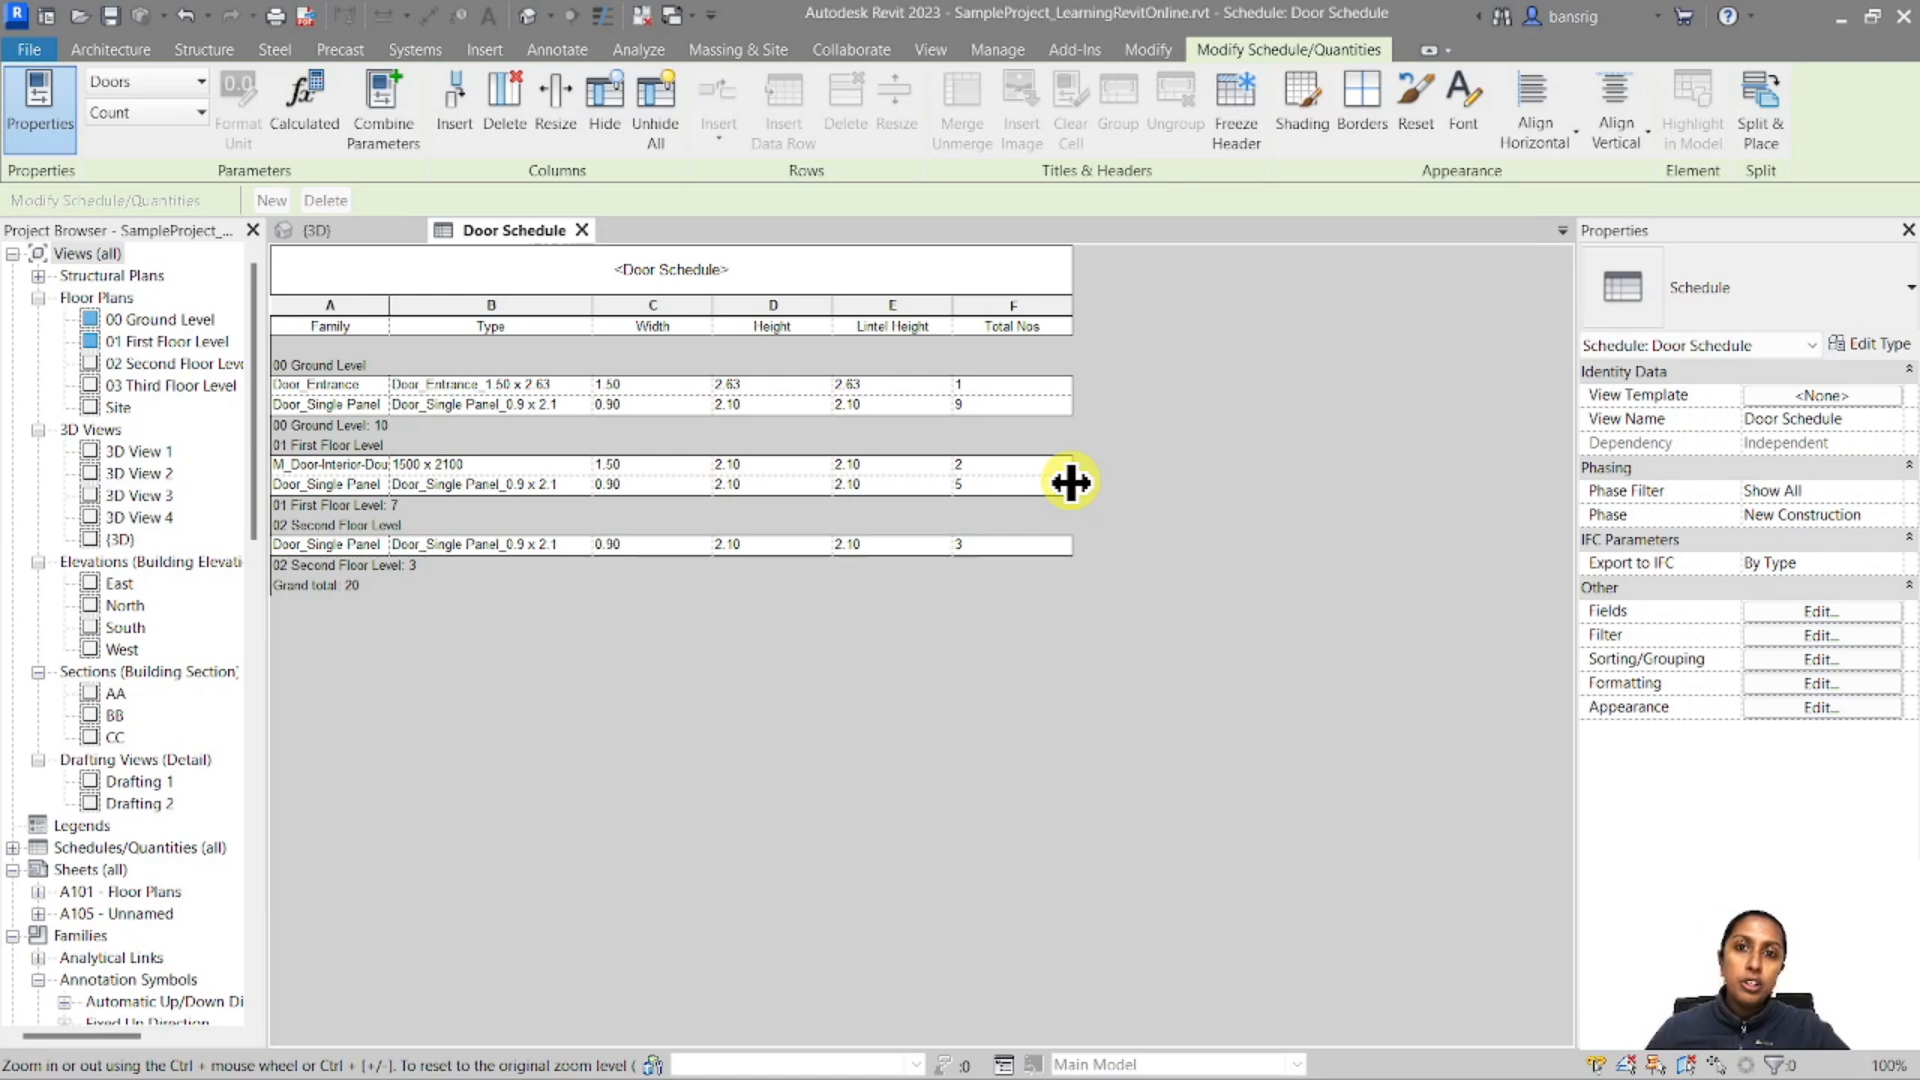 Autodesk Revit 2023 - SampleProject_LearningRevitOnline.rvt - Schedule: Door Schedule
bansrig
File Architecture Structure Steel Precast Systems Insert Annotate Analyze Massing & Site Collaborate View Manage Add-Ins Modify Modify Schedule/Quantities
Properties
Doors
Count
Format Unit
Calculated
Combine Parameters
Insert
Delete
Resize
Hide
Unhide All
Insert
Insert Data Row
Delete
Resize
Merge Unmerge
Insert Image
Clear Cell
Group
Ungroup
Freeze Header
Shading
Borders
Reset
Font
Align Horizontal
Align Vertical
Highlight in Model
Split & Place
Properties Parameters Columns Rows Titles & Headers Appearance Element Split
Modify Schedule/Quantities New Delete
Project Browser - SampleProject_...
Views (all)
Structural Plans
Floor Plans
00 Ground Level
01 First Floor Level
02 Second Floor Leve
03 Third Floor Level
Site
3D Views
3D View 1
3D View 2
3D View 3
3D View 4
{3D}
Elevations (Building Elevati
East
North
South
West
Sections (Building Section)
AA
BB
CC
Drafting Views (Detail)
Drafting 1
Drafting 2
Legends
Schedules/Quantities (all)
Sheets (all)
A101 - Floor Plans
A105 - Unnamed
Families
Analytical Links
Annotation Symbols
Automatic Up/Down Di
Fixed Up Direction
{3D} Door Schedule
<Door Schedule>
A B C D E F
Family Type Width Height Lintel Height Total Nos
00 Ground Level
Door_Entrance Door_Entrance_1.50 x 2.63 1.50 2.63 2.63 1
Door_Single Panel Door_Single Panel_0.9 x 2.1 0.90 2.10 2.10 9
00 Ground Level: 10
01 First Floor Level
M_Door-Interior-Dou 1500 x 2100 1.50 2.10 2.10 2
Door_Single Panel Door_Single Panel_0.9 x 2.1 0.90 2.10 2.10 5
01 First Floor Level: 7
02 Second Floor Level
Door_Single Panel Door_Single Panel_0.9 x 2.1 0.90 2.10 2.10 3
02 Second Floor Level: 3
Grand total: 20
Properties
Schedule
Schedule: Door Schedule Edit Type
Identity Data
View Template <None>
View Name Door Schedule
Dependency Independent
Phasing
Phase Filter Show All
Phase New Construction
IFC Parameters
Export to IFC By Type
Other
Fields Edit...
Filter Edit...
Sorting/Grouping Edit...
Formatting Edit...
Appearance Edit...
Zoom in or out using the Ctrl + mouse wheel or Ctrl + [+/-]. To reset to the original zoom level ( :0 Main Model :0 100%